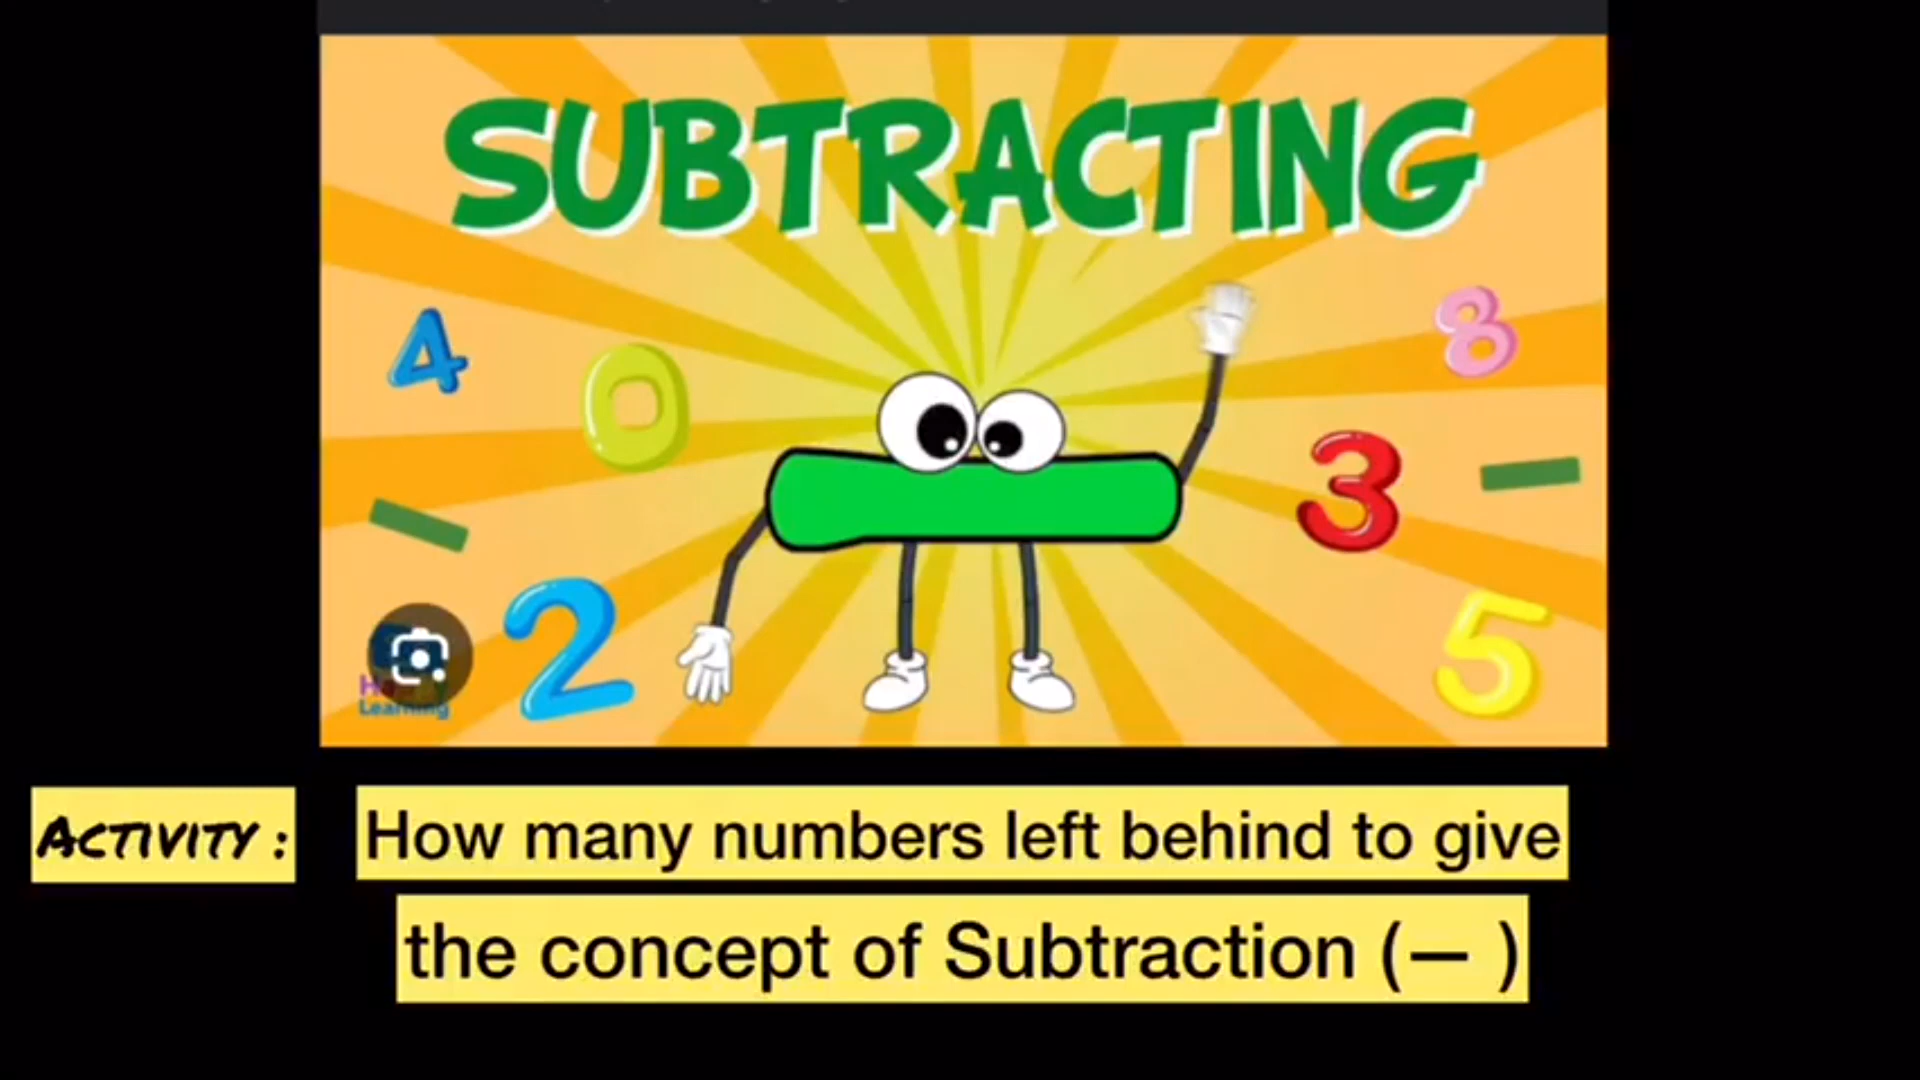 SUBTRACTING
4
0
8
3
2
5
Learning
ACTIVITY :
How many numbers left behind to give
the concept of Subtraction (— )